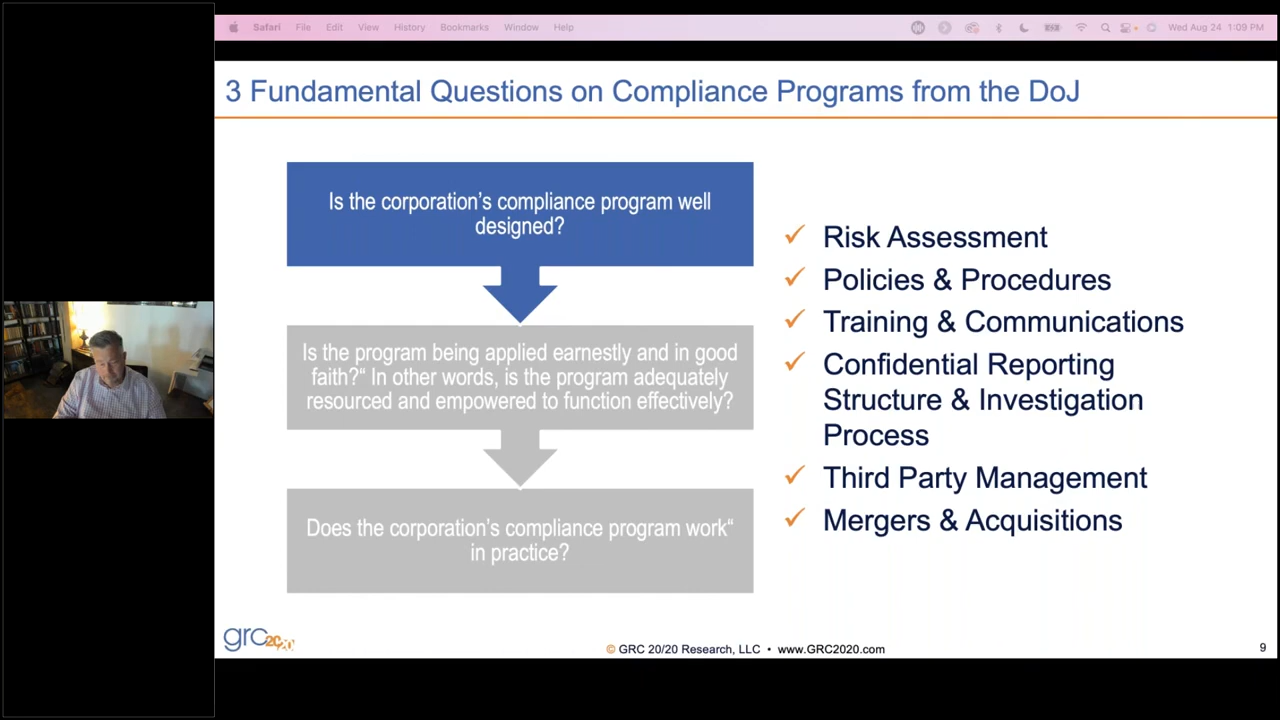 Safari File Edit View History Bookmarks Window Help Wed Aug 24 1:09 PM
3 Fundamental Questions on Compliance Programs from the DoJ
Is the corporation’s compliance program well
designed?
Is the program being applied earnestly and in good
faith?“ In other words, is the program adequately
resourced and empowered to function effectively?
Does the corporation’s compliance program work“
in practice?
✓ Risk Assessment
✓ Policies & Procedures
✓ Training & Communications
✓ Confidential Reporting
Structure & Investigation
Process
✓ Third Party Management
✓ Mergers & Acquisitions
grc2020
© GRC 20/20 Research, LLC • www.GRC2020.com
9